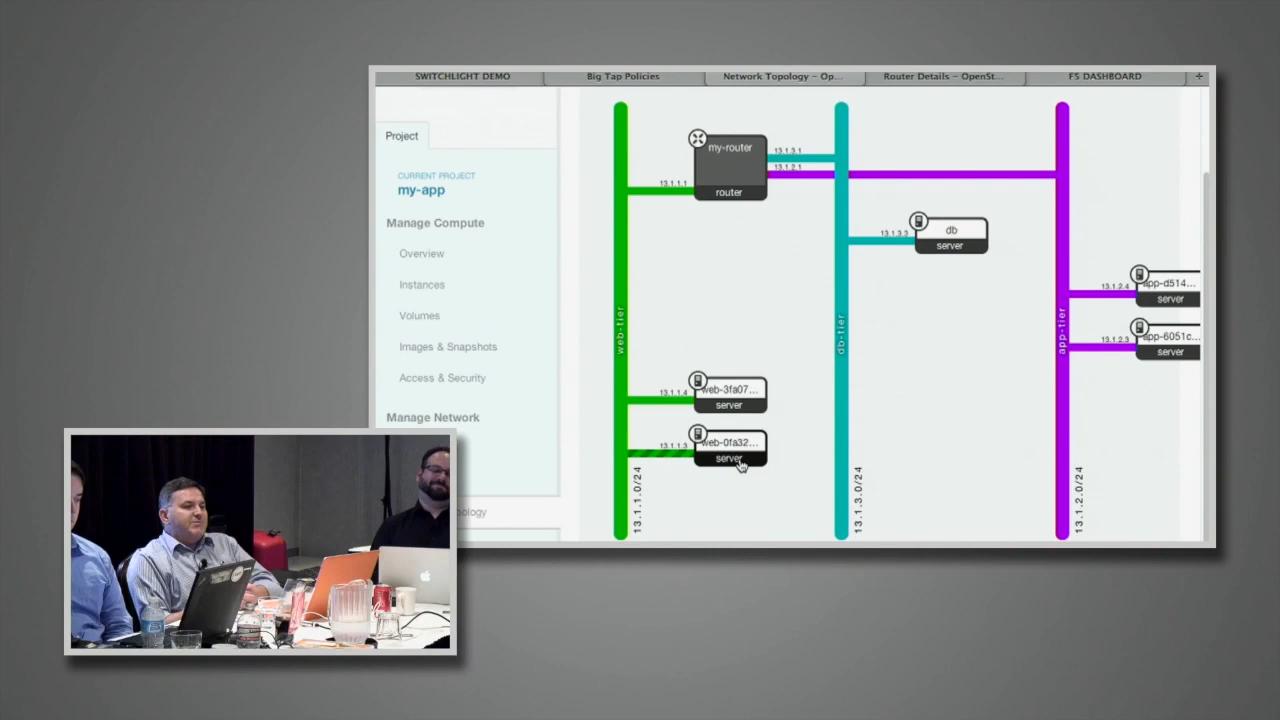 SWITCHLIGHT DEMO
Big Tap Policies
Network Topology – Op...
Router Details – OpenSt...
F5 DASHBOARD
+
Project
CURRENT PROJECT
my-app
Manage Compute
Overview
Instances
Volumes
Images & Snapshots
Access & Security
Manage Network
my-router
router
13.1.1.1
13.1.3.1
13.1.2.1
db
server
13.1.3.3
app-d514...
server
13.1.2.4
app-6051c...
server
13.1.2.3
web-3fa07...
server
13.1.1.4
web-0fa32...
server
13.1.1.3
web-tier
13.1.1.0/24
db-tier
13.1.3.0/24
app-tier
13.1.2.0/24